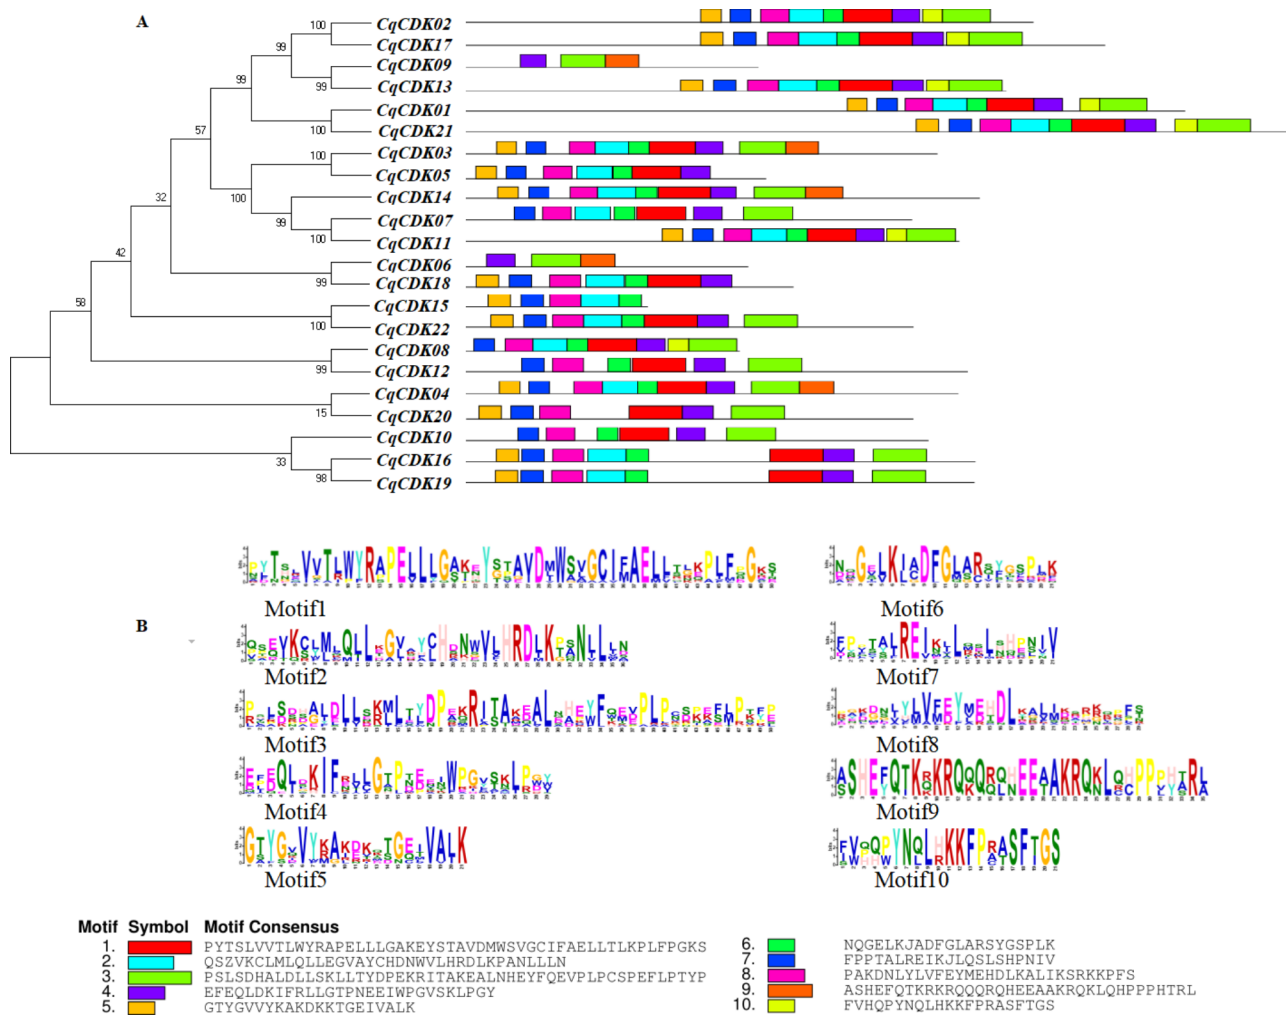 A
100
CqCDK02
99
CqCDK17
99
CqCDK09
99
CqCDK13
57
CqCDK01
100
CqCDK21
100
CqCDK03
CqCDK05
32
100
CqCDK14
99
CqCDK07
42
100
CqCDK11
CqCDK06
99
CqCDK18
58
CqCDK15
100
CqCDK22
CqCDK08
99
CqCDK12
CqCDK04
15
CqCDK20
CqCDK10
33
CqCDK16
98
CqCDK19
Motif1 Motif6
B
Motif2 Motif7
Motif3 Motif8
Motif4 Motif9
Motif5 Motif10
Motif Symbol Motif Consensus
1. PYTSLVVTLWYRAPELLLGAKEYSTAVDMWSVGCIFAELLTLKPLFPGKS
2. QSZVKCLMLQLLEGVAYCHDNWVLHRDLKPANLLLN
3. PSLSDHALDLLSKLLTYDPEKRITAKEALNHEYFQEVPLPCSPEFLPTYP
4. EFEQLDKIFRLLGTPNEEIWPGVSKLPGY
5. GTYGVVYKAKDKKTGEIVALK
6. NQGELKJADFGLARSYGSPLK
7. FPPTALREIKJLQSLSHPNIV
8. PAKDNLYLVFEYMEHDLKALIKSRKKPFS
9. ASHEFQTKRKRQQQRQHEEAAKRQKLQHPPPHTRL
10. FVHQPYNQLHKKFPRASFTGS